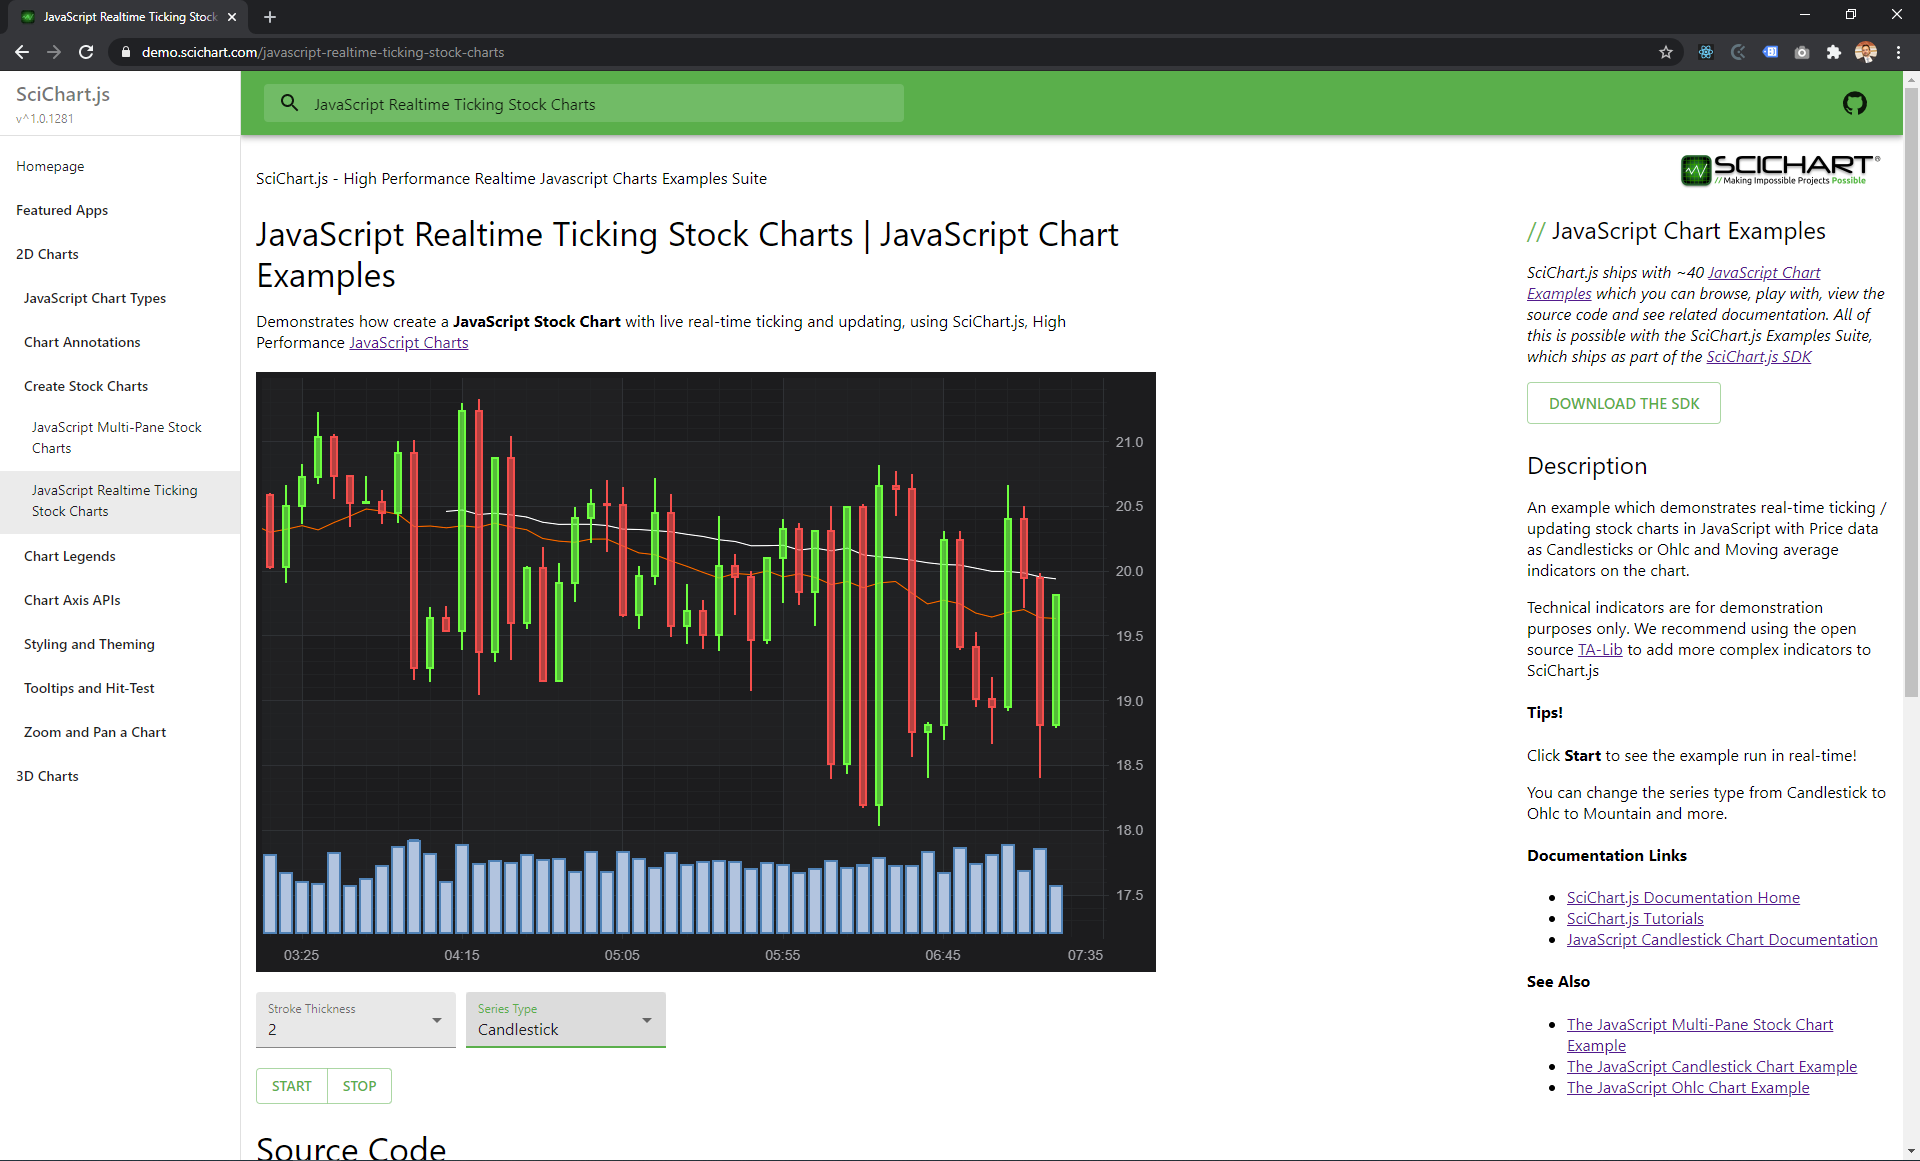 JavaScript Realtime Ticking Stock
demo.scichart.com/javascript-realtime-ticking-stock-charts
SciChart.js
v^1.0.1281
JavaScript Realtime Ticking Stock Charts
Homepage
Featured Apps
2D Charts
JavaScript Chart Types
Chart Annotations
Create Stock Charts
JavaScript Multi-Pane Stock
Charts
JavaScript Realtime Ticking
Stock Charts
Chart Legends
Chart Axis APIs
Styling and Theming
Tooltips and Hit-Test
Zoom and Pan a Chart
3D Charts
SciChart.js - High Performance Realtime Javascript Charts Examples Suite
JavaScript Realtime Ticking Stock Charts | JavaScript Chart
Examples
Demonstrates how create a JavaScript Stock Chart with live real-time ticking and updating, using SciChart.js, High
Performance JavaScript Charts
21.0
20.5
20.0
19.5
19.0
18.5
18.0
17.5
03:25
04:15
05:05
05:55
06:45
07:35
Stroke Thickness
2
Series Type
Candlestick
START
STOP
Source Code
SCICHART®
// Making Impossible Projects Possible
// JavaScript Chart Examples
SciChart.js ships with ~40 JavaScript Chart
Examples which you can browse, play with, view the
source code and see related documentation. All of
this is possible with the SciChart.js Examples Suite,
which ships as part of the SciChart.js SDK
DOWNLOAD THE SDK
Description
An example which demonstrates real-time ticking /
updating stock charts in JavaScript with Price data
as Candlesticks or Ohlc and Moving average
indicators on the chart.
Technical indicators are for demonstration
purposes only. We recommend using the open
source TA-Lib to add more complex indicators to
SciChart.js
Tips!
Click Start to see the example run in real-time!
You can change the series type from Candlestick to
Ohlc to Mountain and more.
Documentation Links
SciChart.js Documentation Home
SciChart.js Tutorials
JavaScript Candlestick Chart Documentation
See Also
The JavaScript Multi-Pane Stock Chart
Example
The JavaScript Candlestick Chart Example
The JavaScript Ohlc Chart Example